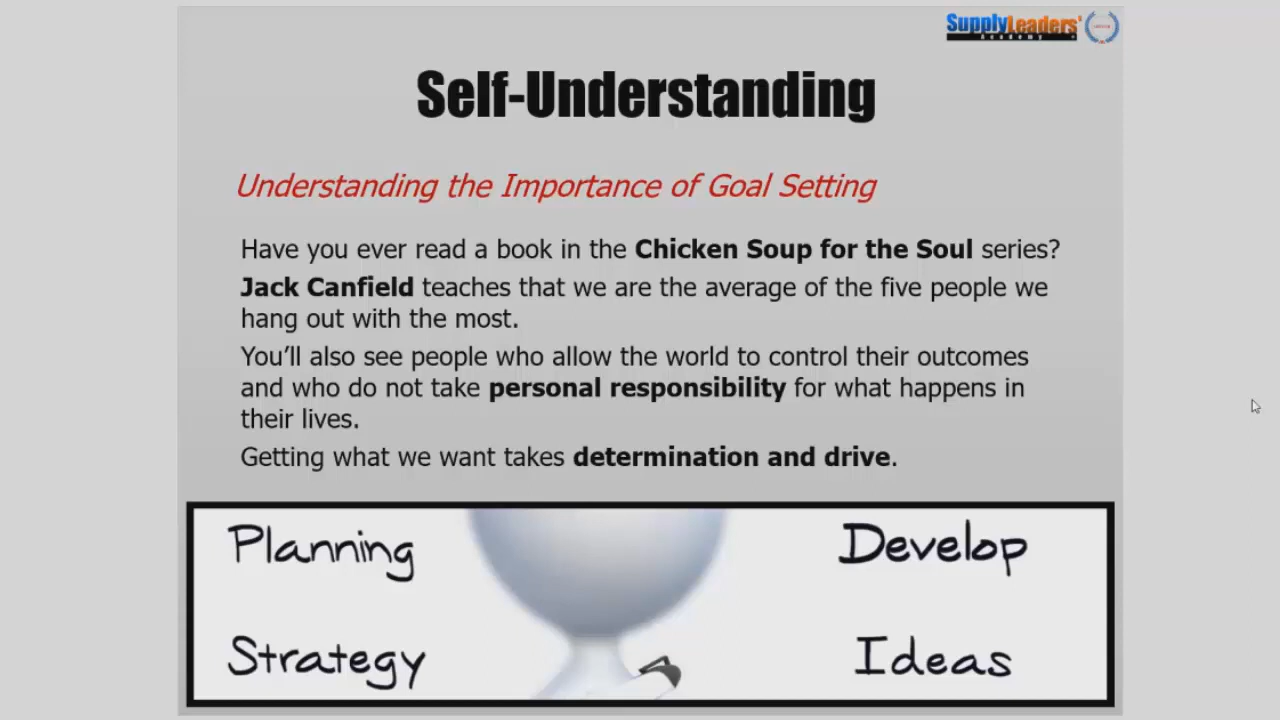 SupplyLeaders'
Academy
Self-Understanding
Understanding the Importance of Goal Setting
Have you ever read a book in the Chicken Soup for the Soul series?
Jack Canfield teaches that we are the average of the five people we
hang out with the most.
You’ll also see people who allow the world to control their outcomes
and who do not take personal responsibility for what happens in
their lives.
Getting what we want takes determination and drive.
Planning
Develop
Strategy
Ideas